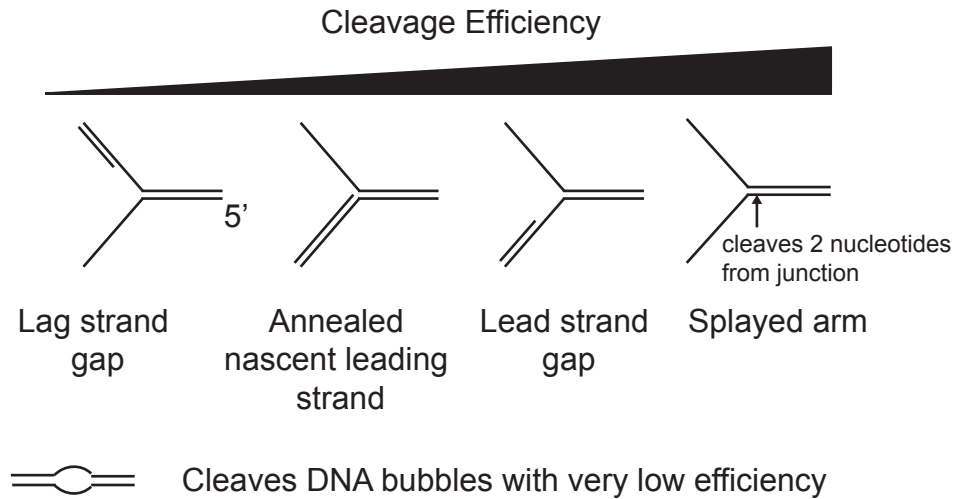 Cleavage Efficiency
5’
cleaves 2 nucleotides
from junction
Lag strand
gap
Annealed
nascent leading
strand
Lead strand
gap
Splayed arm
Cleaves DNA bubbles with very low efficiency